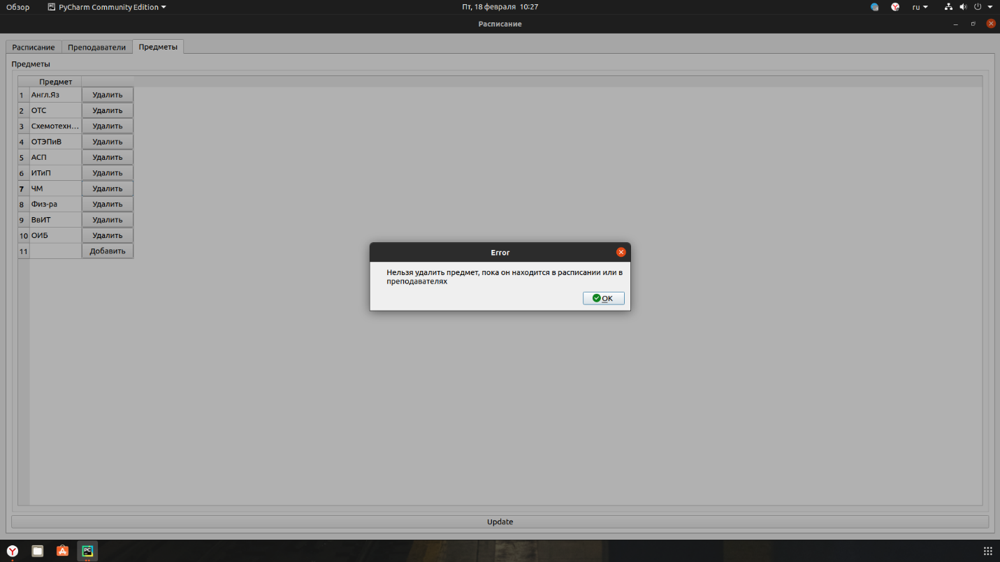 Обзор
PyCharm Community Edition
Пт, 18 февраля 10:27
ru
Расписание
Расписание
Преподаватели
Предметы
Предметы
Предмет
1 Англ.Яз Удалить
2 ОТС Удалить
3 Схемотехн... Удалить
4 ОТЭПиВ Удалить
5 АСП Удалить
6 ИТиП Удалить
7 ЧМ Удалить
8 Физ-ра Удалить
9 ВвИТ Удалить
10 ОИБ Удалить
11 Добавить
Error
Нельзя удалить предмет, пока он находится в расписании или в
преподавателях
OK
Update